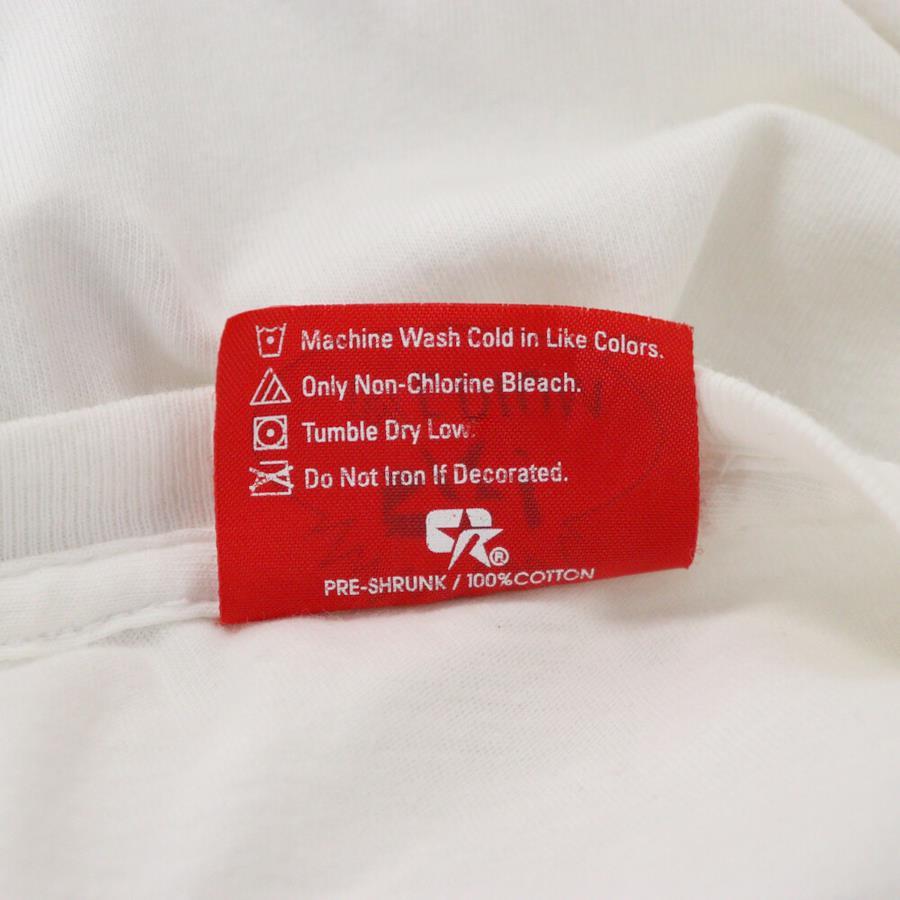 Machine Wash Cold in Like Colors.
Only Non-Chlorine Bleach.
Tumble Dry Low.
Do Not Iron If Decorated.
®
PRE-SHRUNK / 100%COTTON